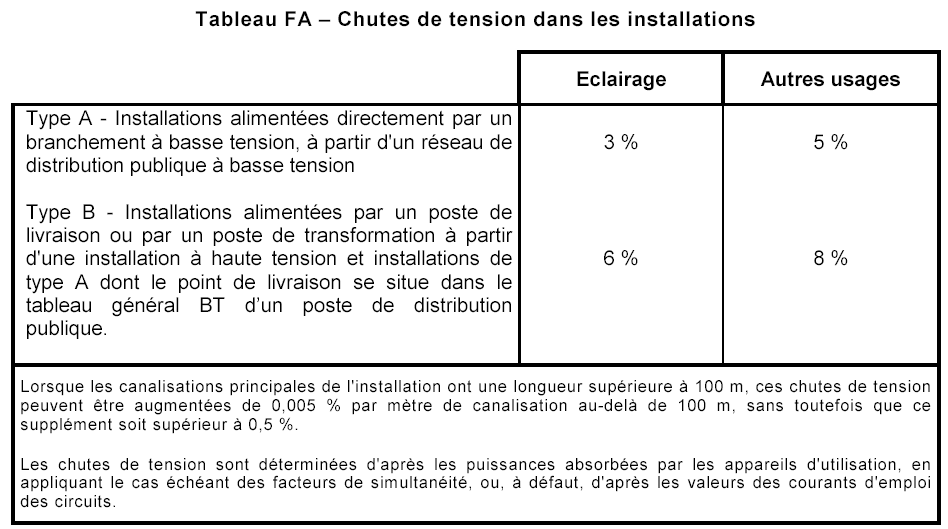 Tableau FA – Chutes de tension dans les installations
Eclairage
Autres usages
Type A - Installations alimentées directement par un
branchement à basse tension, à partir d'un réseau de
distribution publique à basse tension
3 %
5 %
Type B - Installations alimentées par un poste de
livraison ou par un poste de transformation à partir
d'une installation à haute tension et installations de
type A dont le point de livraison se situe dans le
tableau général BT d’un poste de distribution
publique.
6 %
8 %
Lorsque les canalisations principales de l'installation ont une longueur supérieure à 100 m, ces chutes de tension
peuvent être augmentées de 0,005 % par mètre de canalisation au-delà de 100 m, sans toutefois que ce
supplément soit supérieur à 0,5 %.
Les chutes de tension sont déterminées d'après les puissances absorbées par les appareils d'utilisation, en
appliquant le cas échéant des facteurs de simultanéité, ou, à défaut, d'après les valeurs des courants d'emploi
des circuits.